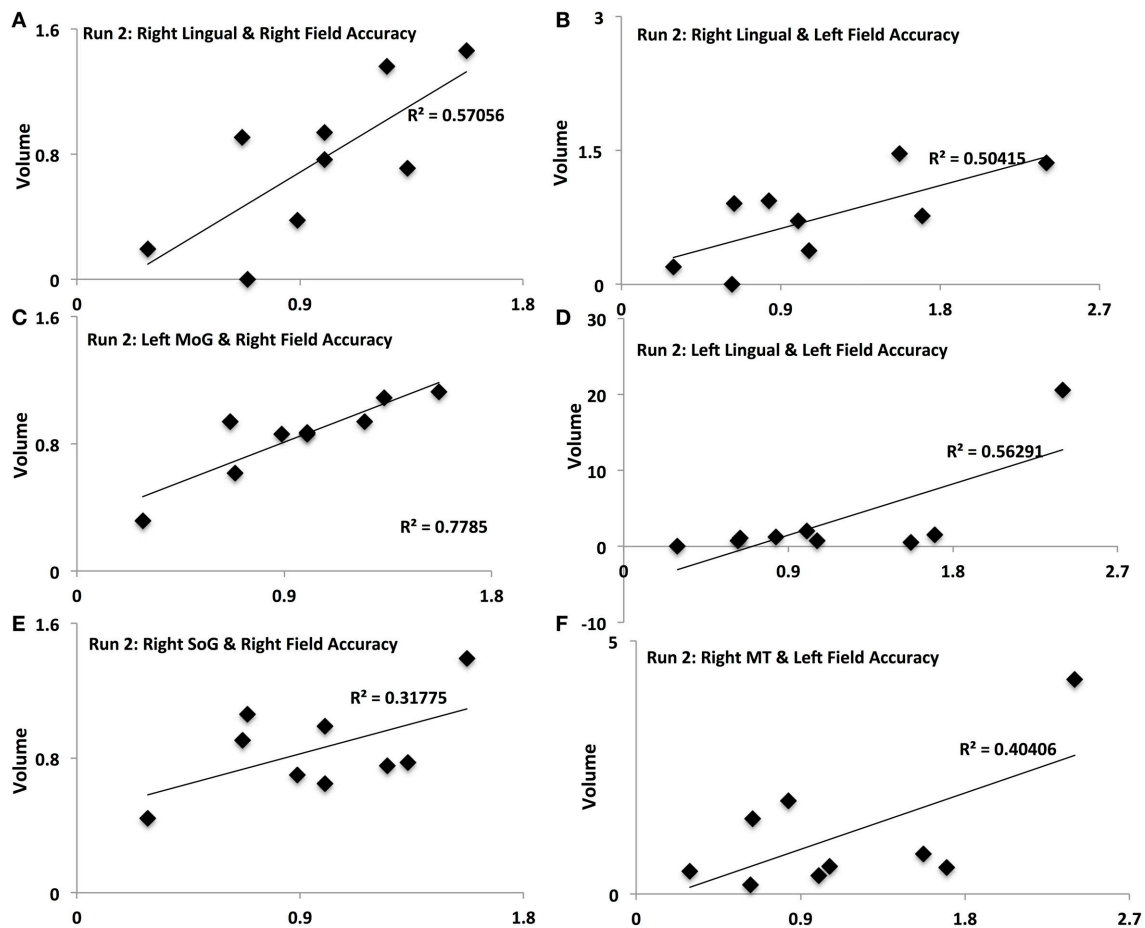 A
1.6
Run 2: Right Lingual & Right Field Accuracy
R² = 0.57056
Volume
0.8
0
0
0.9
1.8
B
3
Run 2: Right Lingual & Left Field Accuracy
R² = 0.50415
Volume
1.5
0
0
0.9
1.8
2.7
C
1.6
Run 2: Left MoG & Right Field Accuracy
Volume
0.8
R² = 0.7785
0
0
0.9
1.8
D
30
Run 2: Left Lingual & Left Field Accuracy
20
R² = 0.56291
Volume
10
0
0
0.9
1.8
2.7
-10
E
1.6
Run 2: Right SoG & Right Field Accuracy
R² = 0.31775
Volume
0.8
0
0
0.9
1.8
F
5
Run 2: Right MT & Left Field Accuracy
R² = 0.40406
Volume
0
0
0.9
1.8
2.7